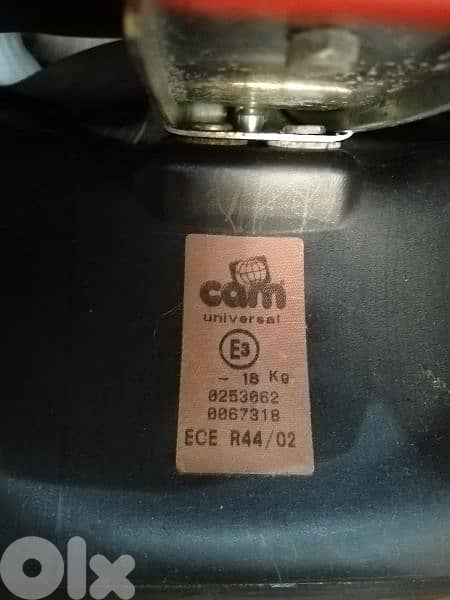 cam
universal
E3
- 18 Kg
0253062
0067318
ECE R44/02
OLX